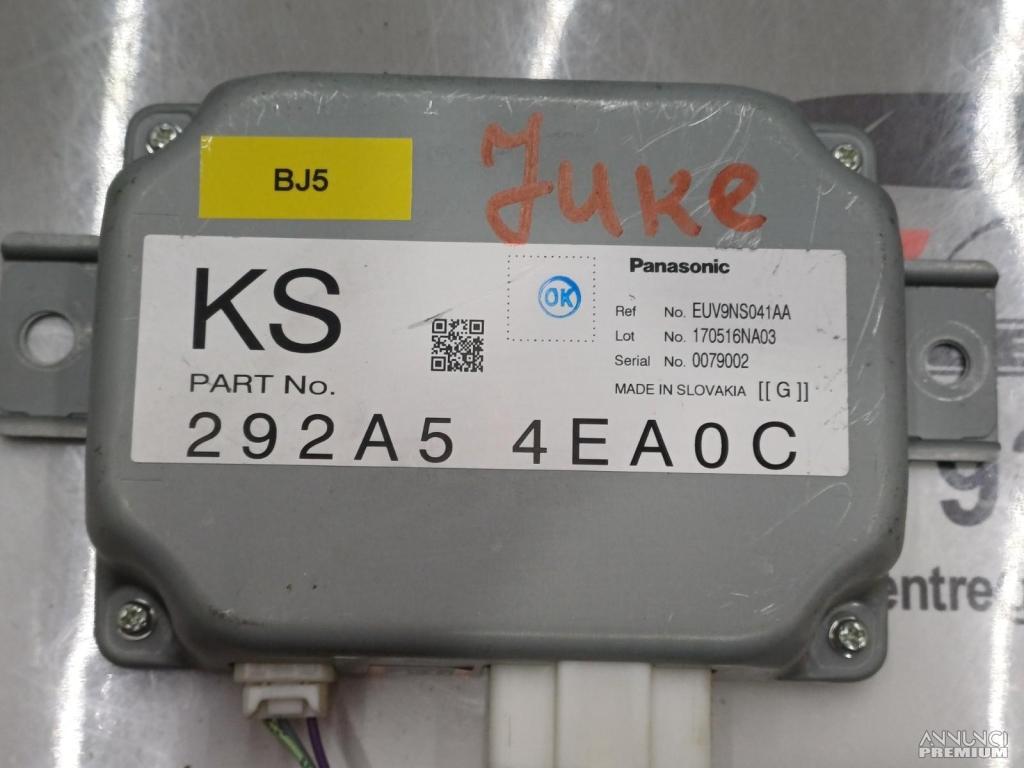 BJ5
Juke
KS
OK
Panasonic
Ref No. EUV9NS041AA
Lot No. 170516NA03
Serial No. 0079002
MADE IN SLOVAKIA [[ G ]]
PART No.
292A5 4EA0C
entre
ANNUNCI
PREMIUM